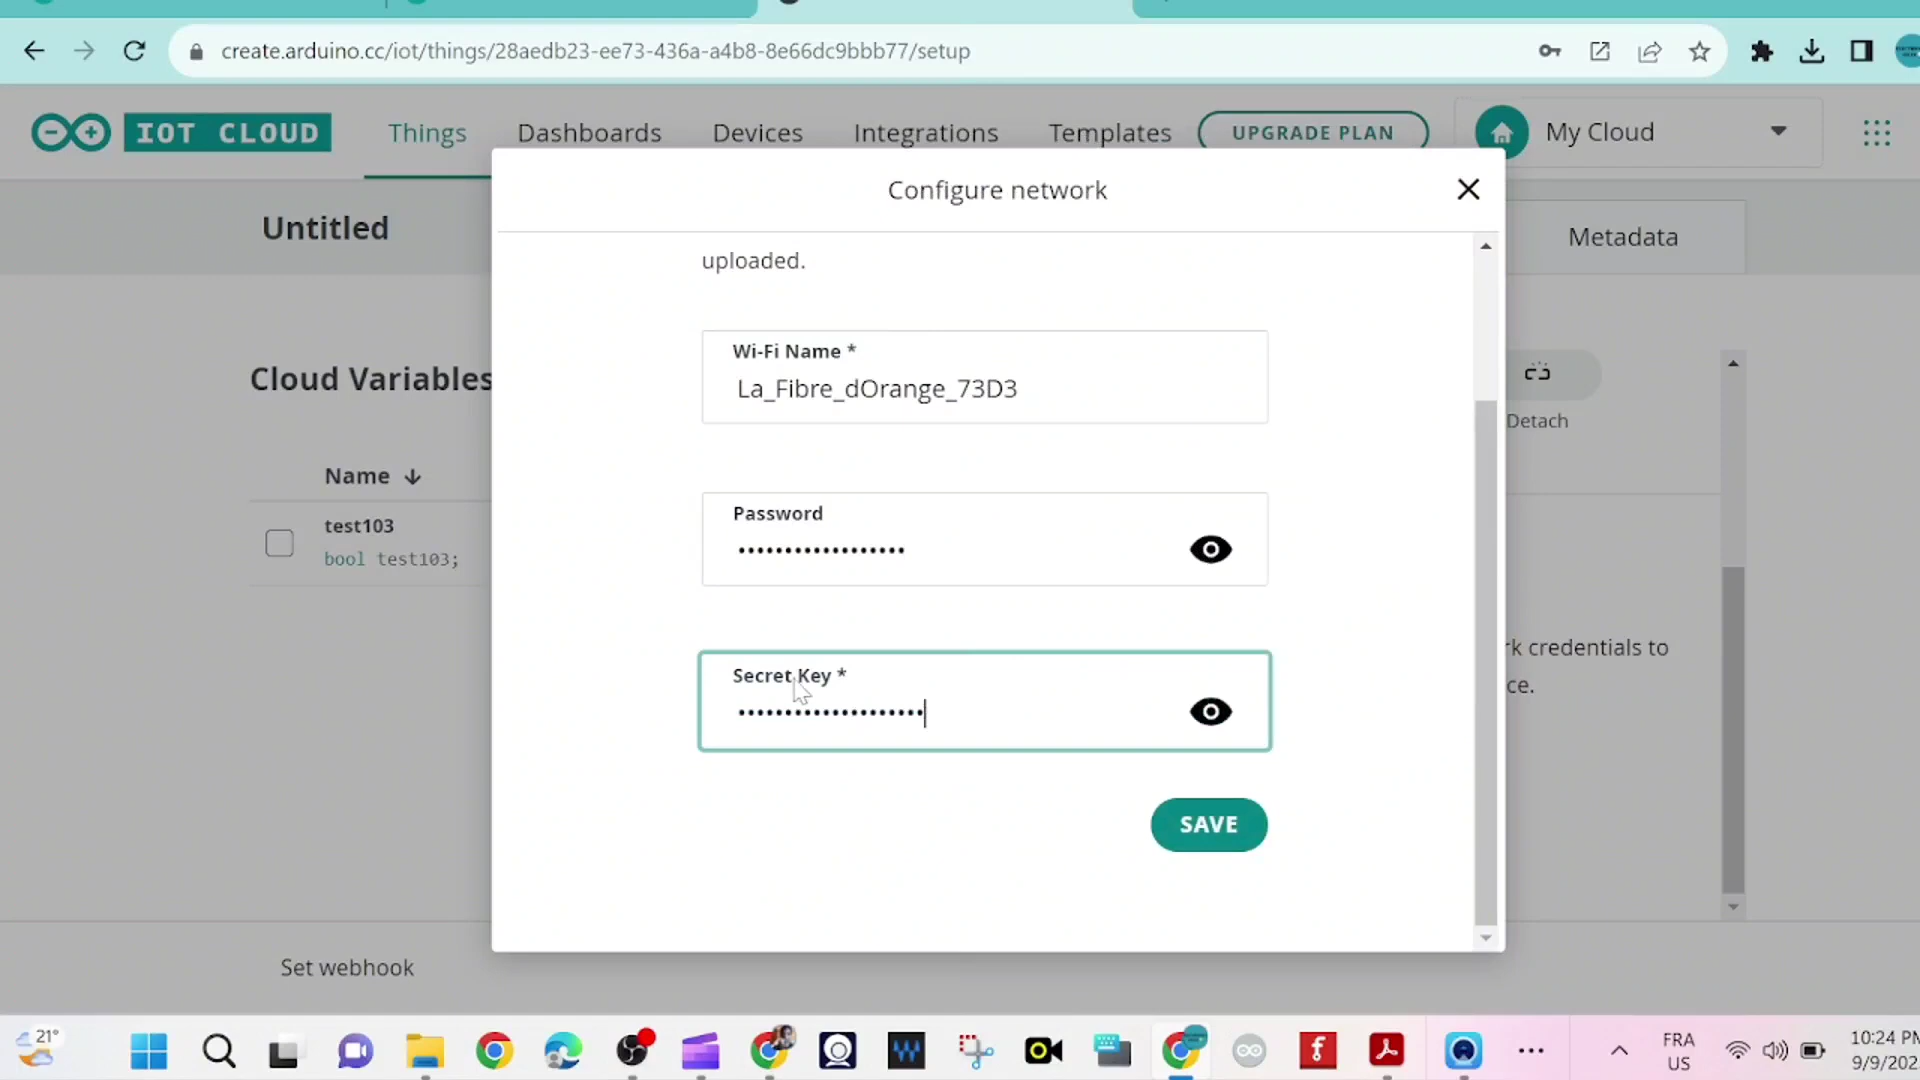 create.arduino.cc/iot/things/28aedb23-ee73-436a-a4b8-8e66dc9bbb77/setup
IOT CLOUD
Things
Dashboards
Devices
Integrations
Templates
UPGRADE PLAN
My Cloud
Configure network
Untitled
Metadata
uploaded.
Wi-Fi Name *
La_Fibre_dOrange_73D3
Cloud Variables
Detach
Name
Password
test103
bool test103;
Secret Key *
credentials to
SAVE
Set webhook
21°
FRA
US
10:24 PM
9/9/202